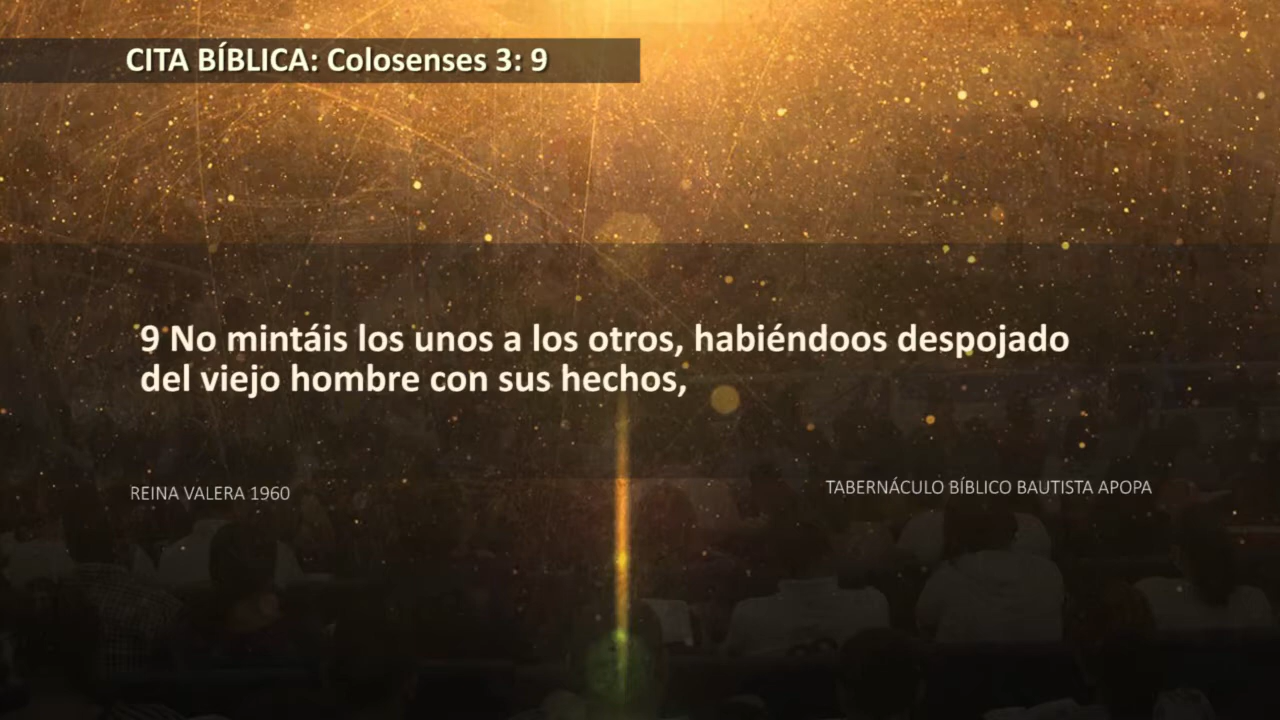 CITA BÍBLICA: Colosenses 3: 9
9 No mintáis los unos a los otros, habiéndoos despojado
del viejo hombre con sus hechos,
REINA VALERA 1960
TABERNÁCULO BÍBLICO BAUTISTA APOPA